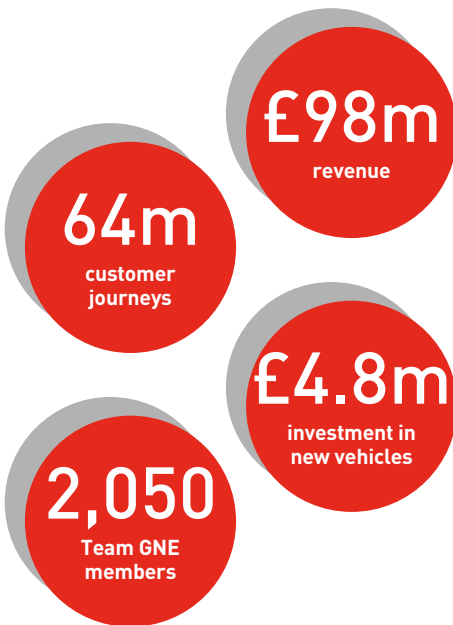 £98m
revenue
64m
customer
journeys
£4.8m
investment in
new vehicles
2,050
Team GNE
members